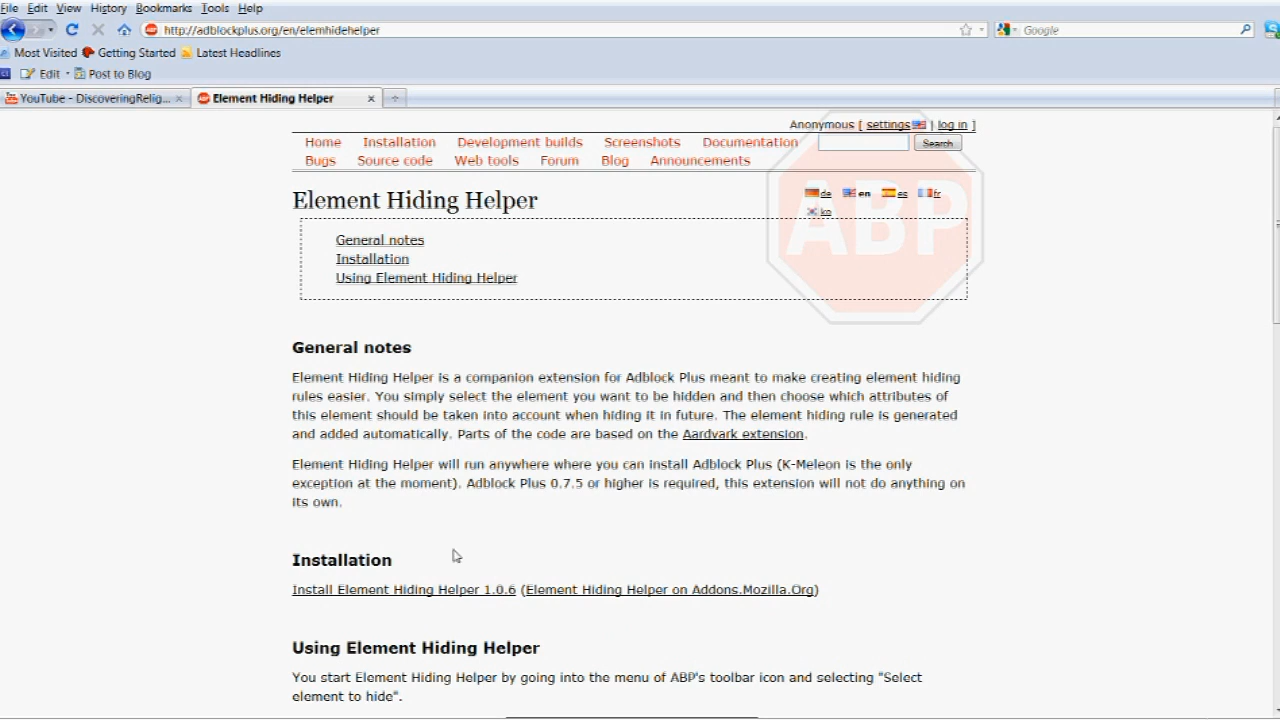 File Edit View History Bookmarks Tools Help
http://adblockplus.org/en/elemhidehelper Google
Most Visited Getting Started Latest Headlines
Edit Post to Blog
YouTube - DiscoveringRelig... Element Hiding Helper
Anonymous [ settings | log in ]
Home Installation Development builds Screenshots Documentation Search
Bugs Source code Web tools Forum Blog Announcements
Element Hiding Helper
de en es fr
ko
ABP
General notes
Installation
Using Element Hiding Helper
General notes
Element Hiding Helper is a companion extension for Adblock Plus meant to make creating element hiding
rules easier. You simply select the element you want to be hidden and then choose which attributes of
this element should be taken into account when hiding it in future. The element hiding rule is generated
and added automatically. Parts of the code are based on the Aardvark extension.
Element Hiding Helper will run anywhere where you can install Adblock Plus (K-Meleon is the only
exception at the moment). Adblock Plus 0.7.5 or higher is required, this extension will not do anything on
its own.
Installation
Install Element Hiding Helper 1.0.6 (Element Hiding Helper on Addons.Mozilla.Org)
Using Element Hiding Helper
You start Element Hiding Helper by going into the menu of ABP's toolbar icon and selecting "Select
element to hide".